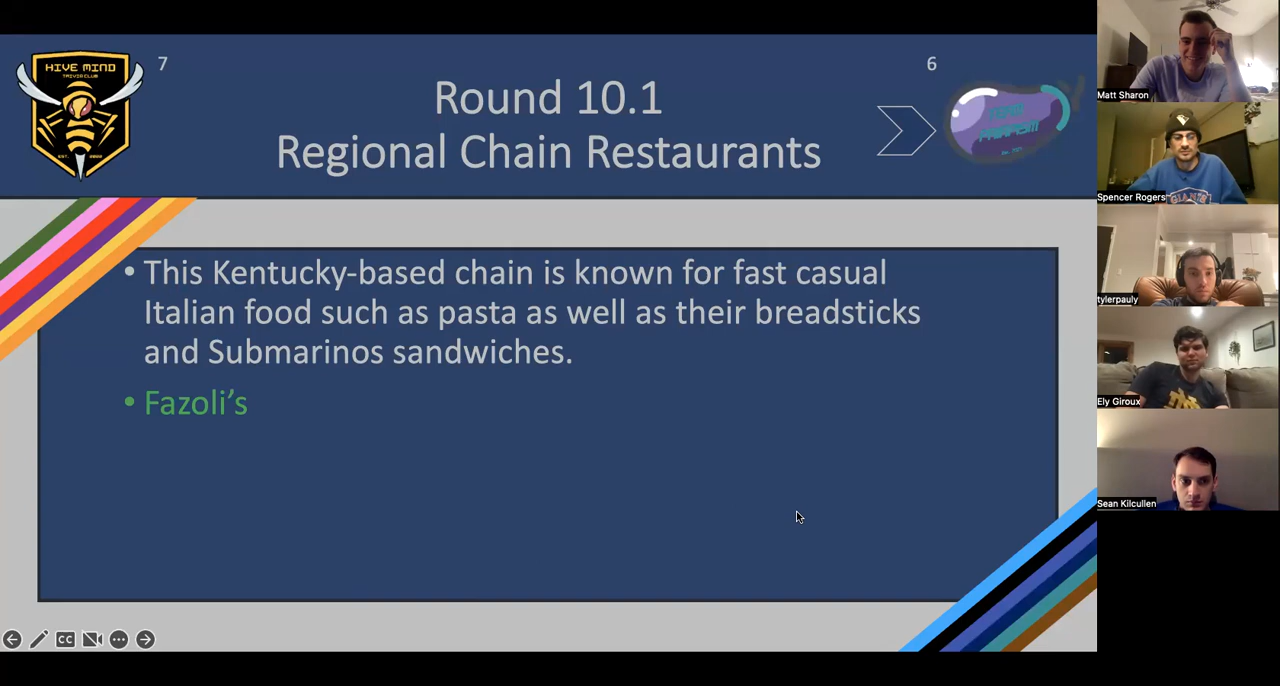 HIVE MIND
TRIVIA CLUB
7
Round 10.1
Regional Chain Restaurants
6
• This Kentucky-based chain is known for fast casual
Italian food such as pasta as well as their breadsticks
and Submarinos sandwiches.
• Fazoli's
CC
Matt Sharon
Spencer Rogers
GIANTS
tylerpauly
Ely Giroux
Sean Kilcullen